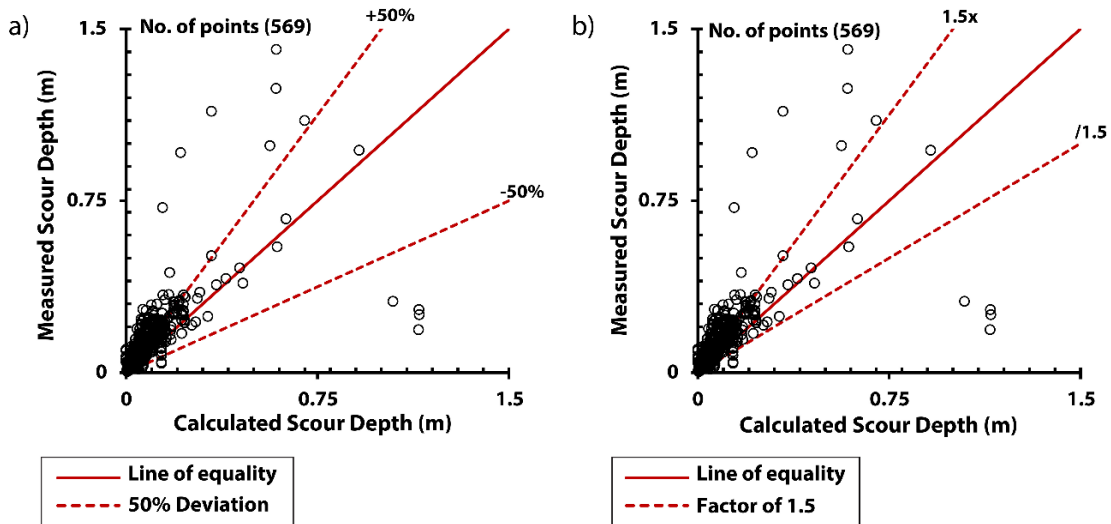 a)
No. of points (569)
+50%
1.5
0.75
0
-50%
Measured Scour Depth (m)
0
0.75
1.5
Calculated Scour Depth (m)
Line of equality
50% Deviation
b)
No. of points (569)
1.5x
1.5
/1.5
0.75
0
Measured Scour Depth (m)
0
0.75
1.5
Calculated Scour Depth (m)
Line of equality
Factor of 1.5